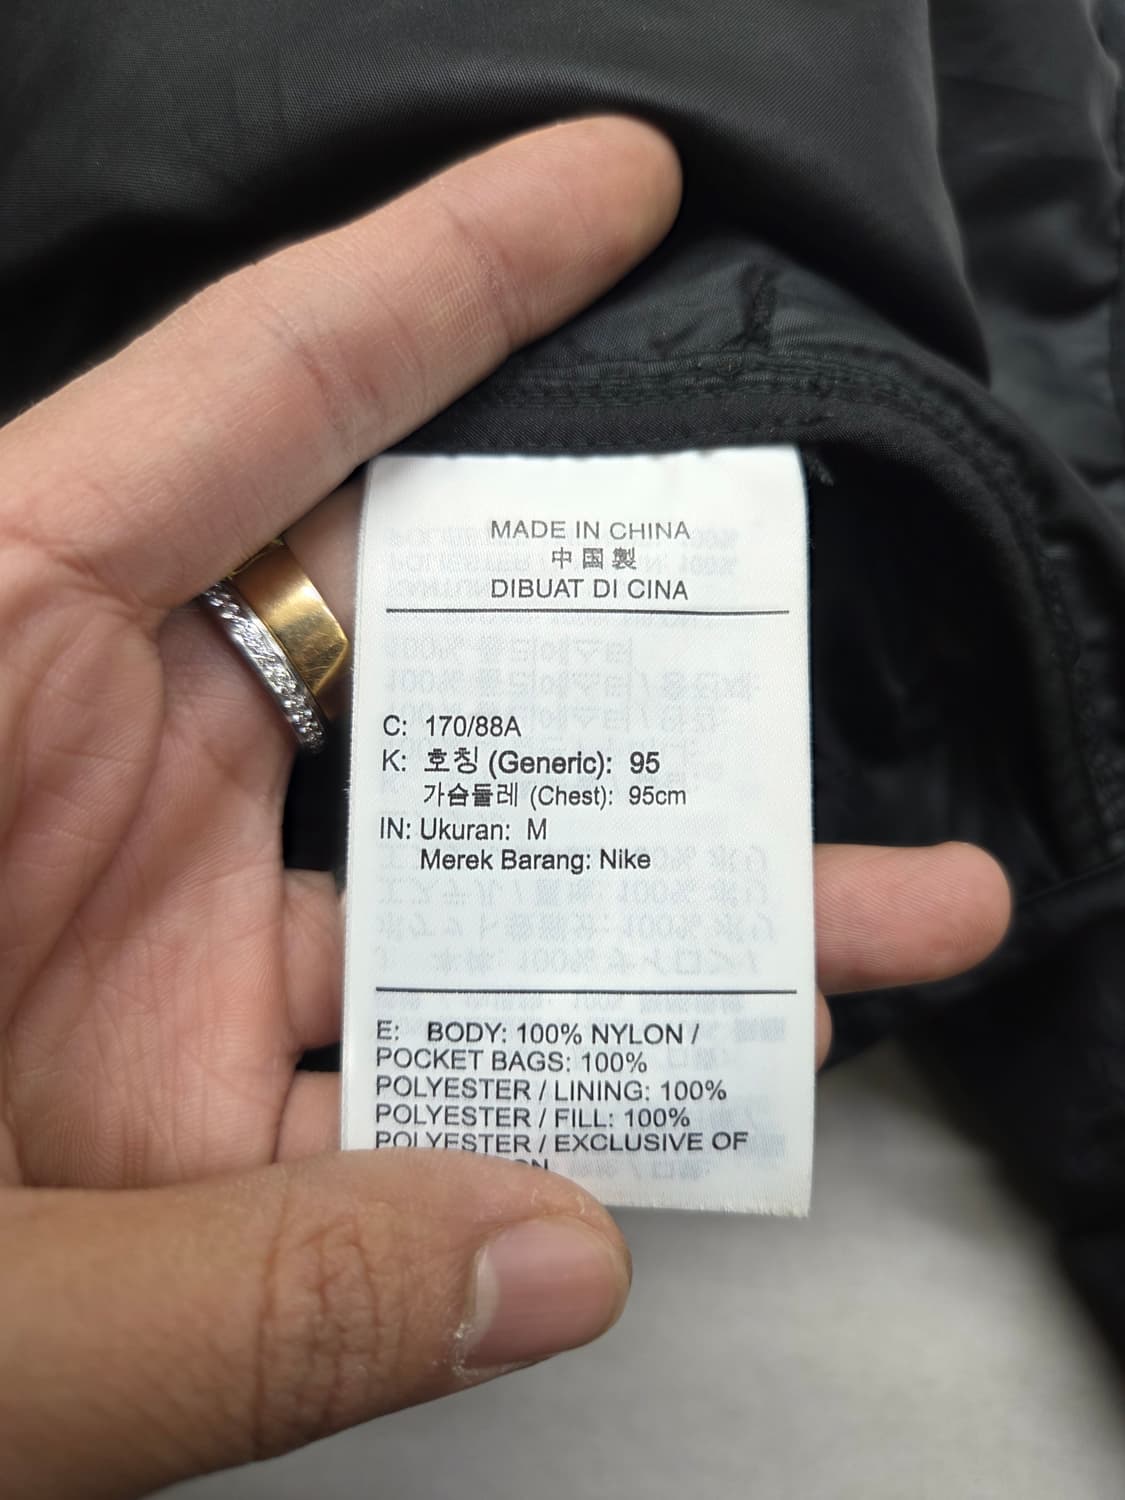 MADE IN CHINA
中国製
DIBUAT DI CINA
C: 170/88A
K: 호칭 (Generic): 95
가슴둘레 (Chest): 95cm
IN: Ukuran: M
Merek Barang: Nike
E: BODY: 100% NYLON /
POCKET BAGS: 100%
POLYESTER / LINING: 100%
POLYESTER / FILL: 100%
POLYESTER / EXCLUSIVE OF